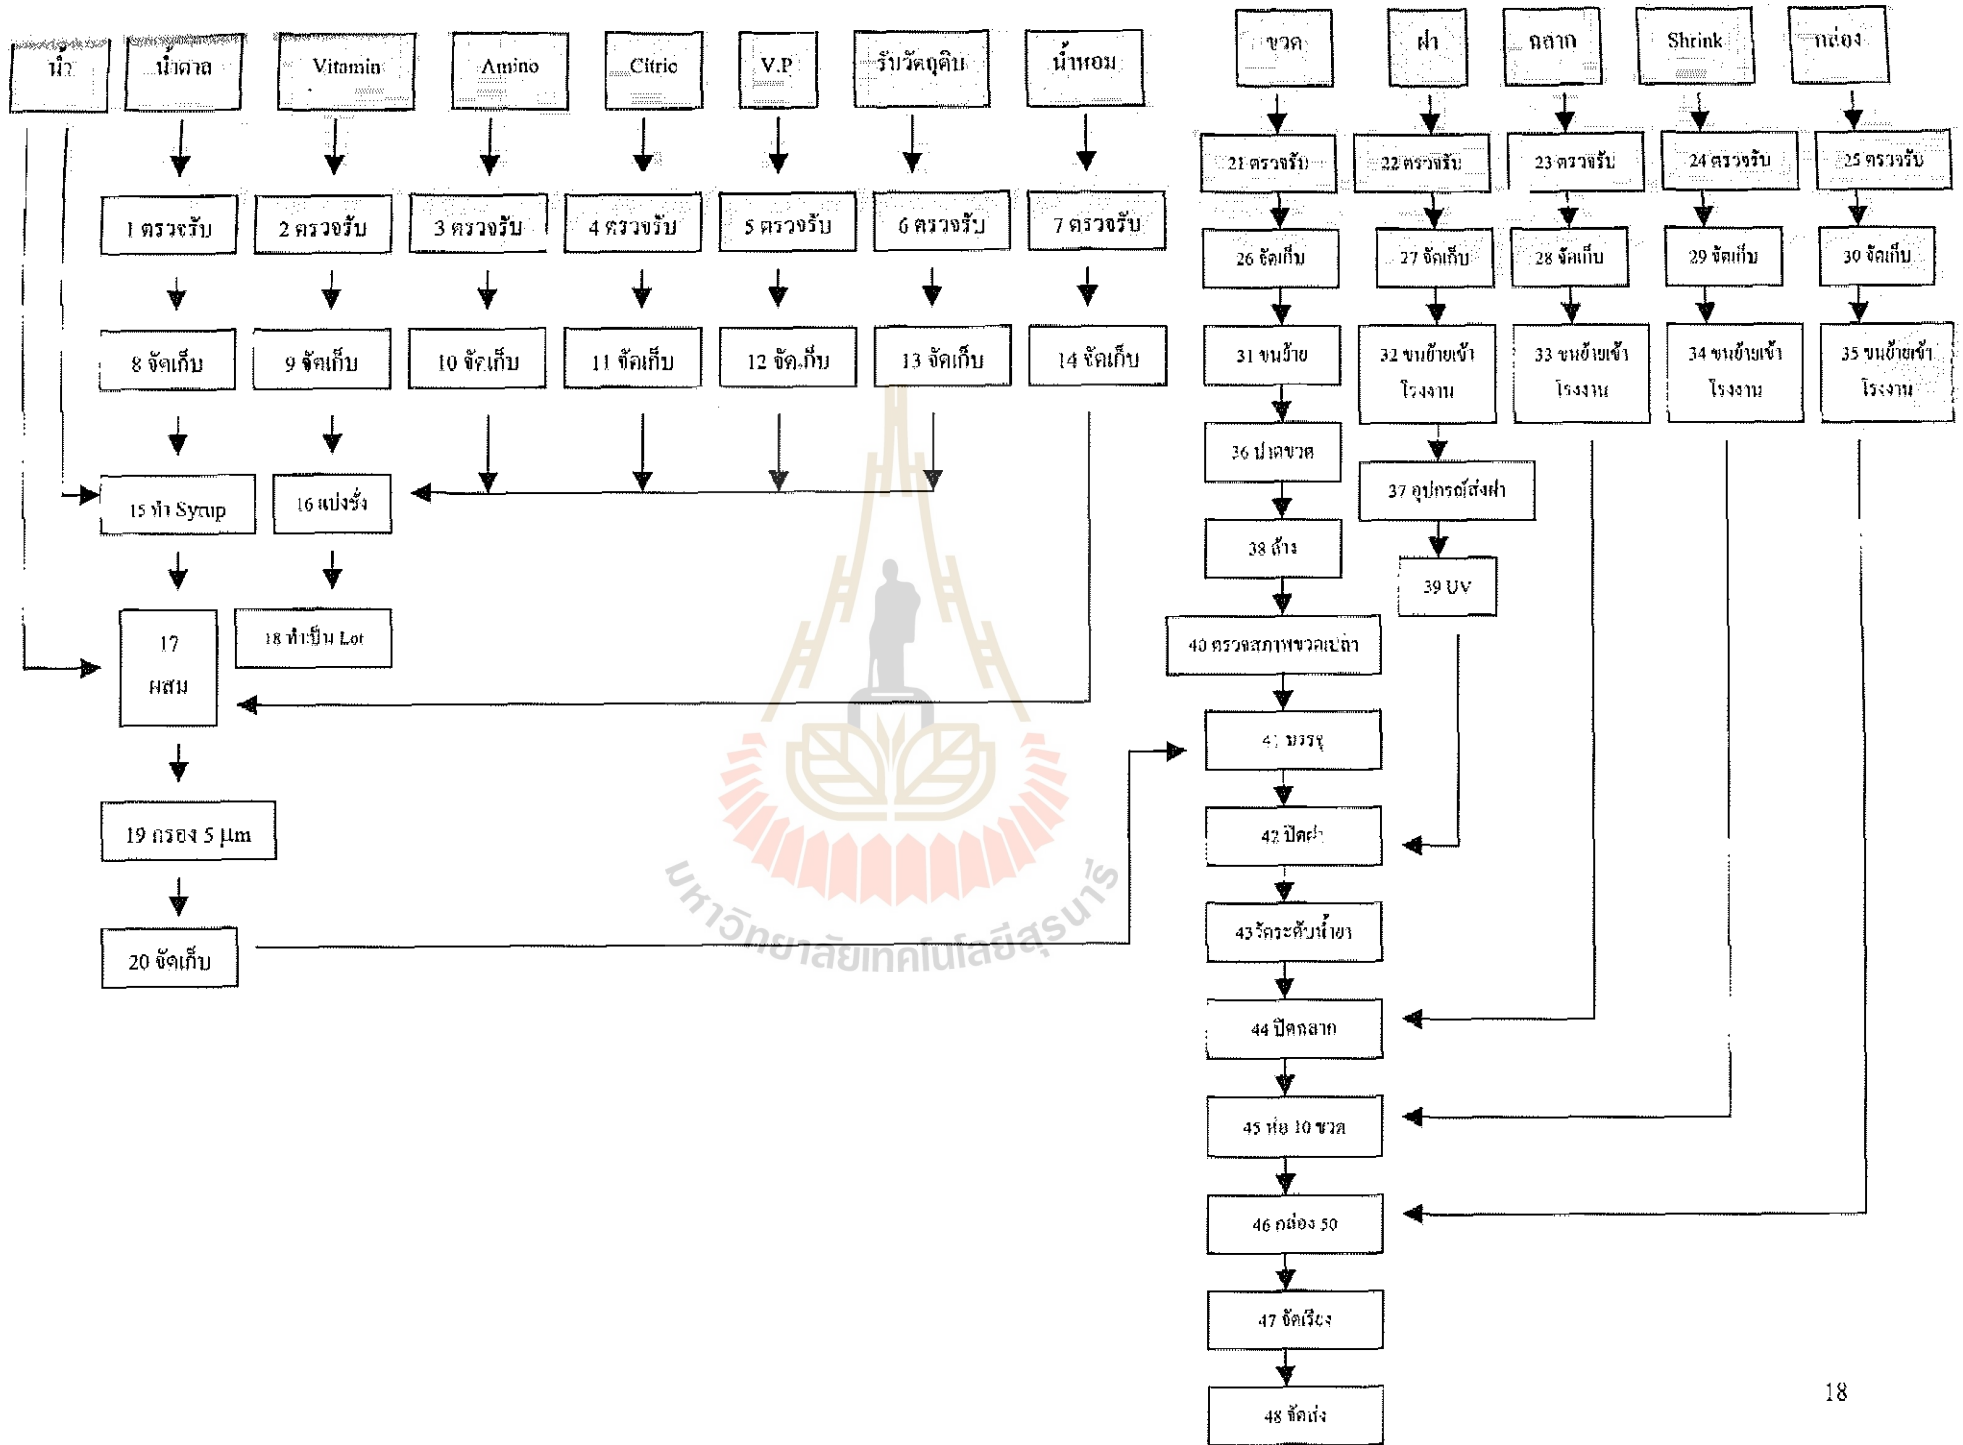 น้ำ
น้ำตาล
Vitamin
Amino
Citric
V.P
รับวัตถุดิบ
น้ำหอม
ขวด
ฝา
ฉลาก
Shrink
กล่อง
1 ตรวจรับ
2 ตรวจรับ
3 ตรวจรับ
4 ตรวจรับ
5 ตรวจรับ
6 ตรวจรับ
7 ตรวจรับ
21 ตรวจรับ
22 ตรวจรับ
23 ตรวจรับ
24 ตรวจรับ
25 ตรวจรับ
8 จัดเก็บ
9 จัดเก็บ
10 จัดเก็บ
11 จัดเก็บ
12 จัดเก็บ
13 จัดเก็บ
14 จัดเก็บ
26 จัดเก็บ
27 จัดเก็บ
28 จัดเก็บ
29 จัดเก็บ
30 จัดเก็บ
31 ขนย้าย
32 ขนย้ายเข้า
โรงงาน
33 ขนย้ายเข้า
โรงงาน
34 ขนย้ายเข้า
โรงงาน
35 ขนย้ายเข้า
โรงงาน
15 ทำ Syrup
16 แบ่งชั่ง
36 ปาดขวด
37 อุปกรณ์ส่งฝา
38 ล้าง
39 UV
17
ผสม
18 ทำเป็น Lot
40 ตรวจสภาพขวดเปล่า
41 บรรจุ
19 กรอง 5 µm
42 ปิดฝา
20 จัดเก็บ
43 วัดระดับน้ำยา
44 ปิดฉลาก
45 ห่อ 10 ขวด
46 กล่อง 50
47 จัดเรียง
48 จัดส่ง
มหาวิทยาลัยเทคโนโลยีสุรนารี
18